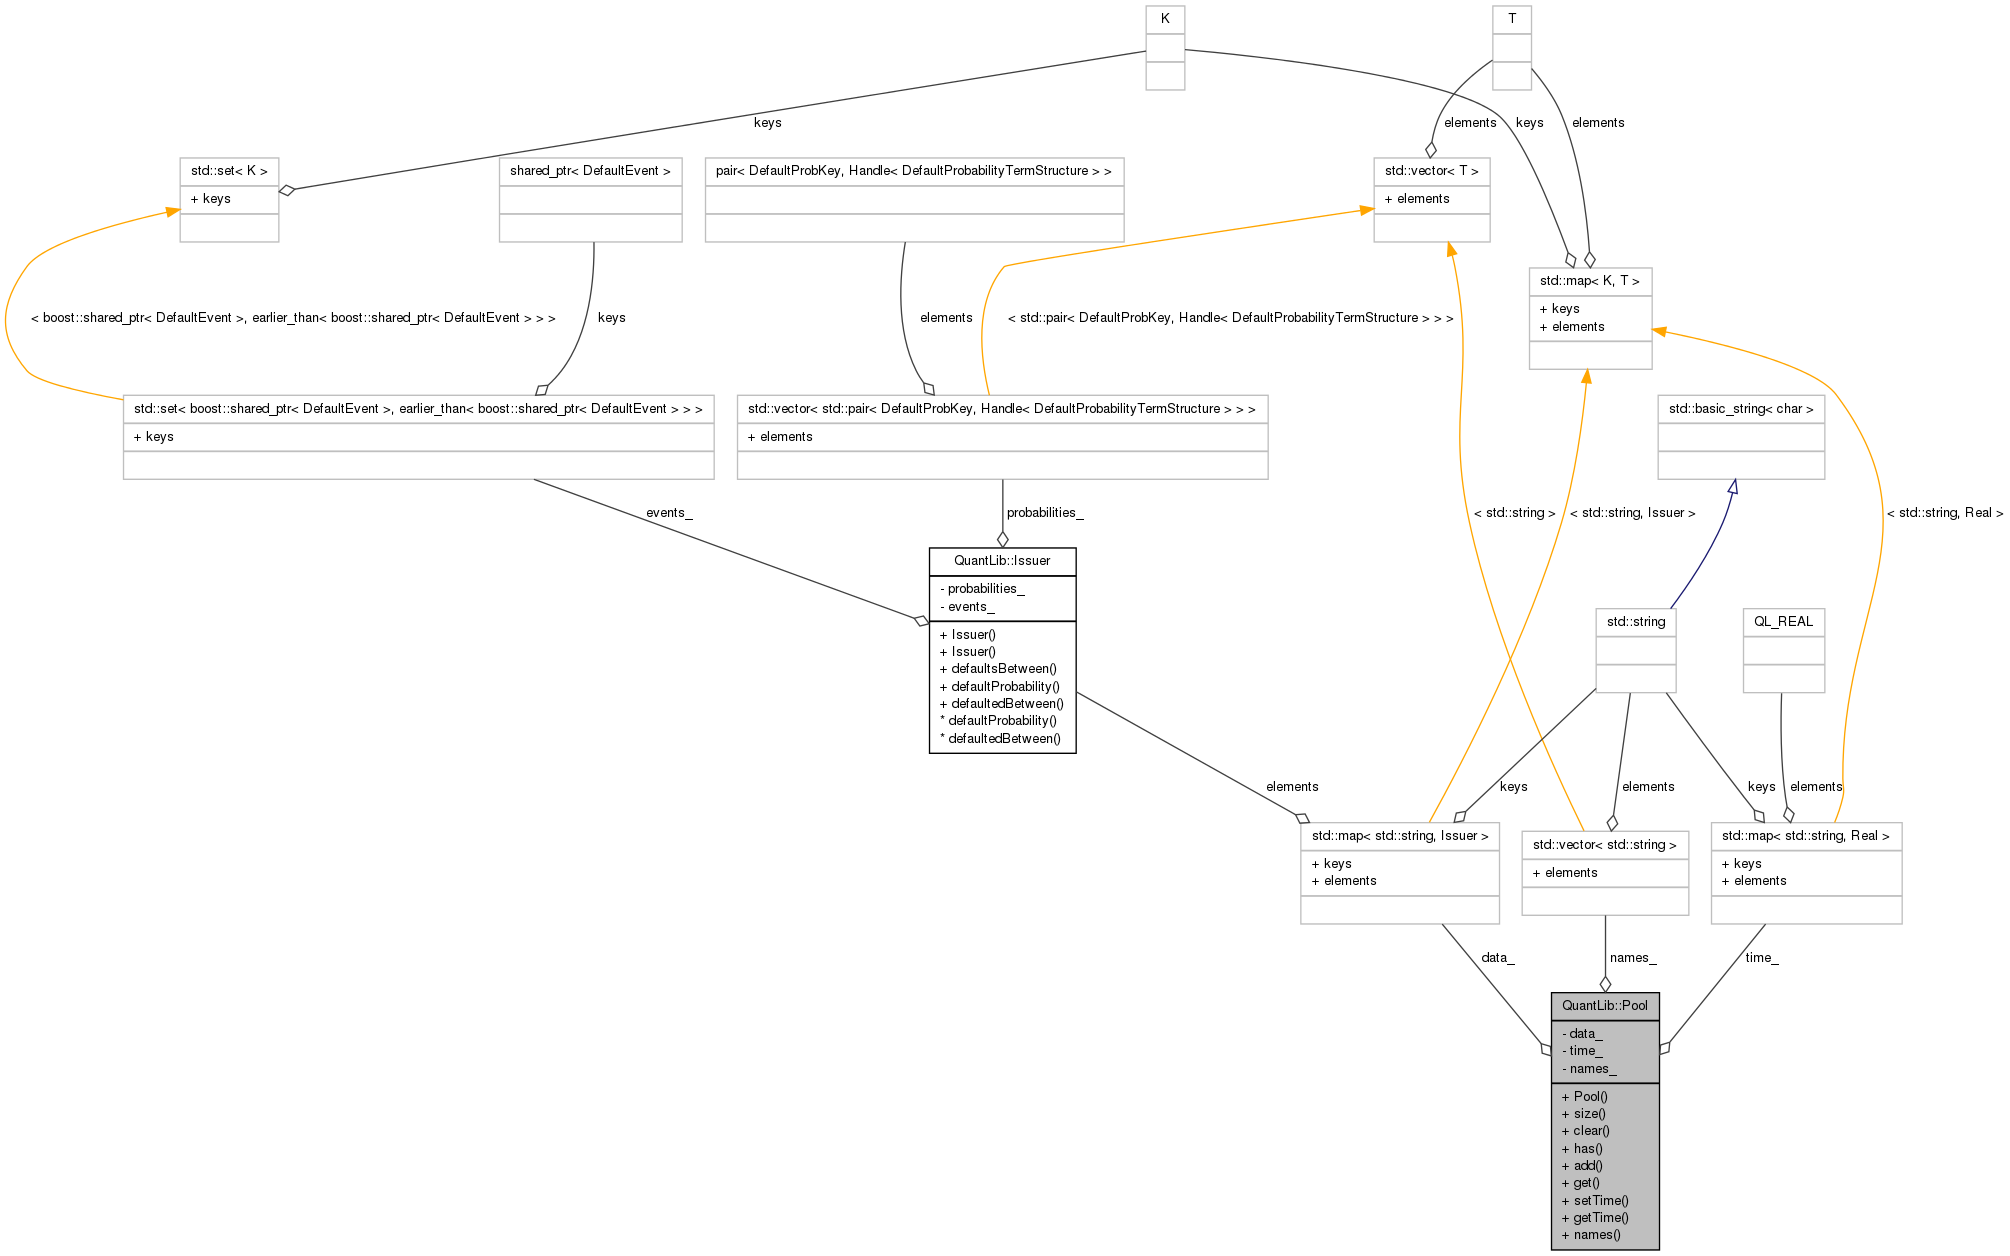 K
T
keys
elements
keys
elements
std::set< K >
+ keys
shared_ptr< DefaultEvent >
pair< DefaultProbKey, Handle< DefaultProbabilityTermStructure > >
std::vector< T >
+ elements
std::map< K, T >
+ keys
+ elements
< boost::shared_ptr< DefaultEvent >, earlier_than< boost::shared_ptr< DefaultEvent > > >
keys
elements
< std::pair< DefaultProbKey, Handle< DefaultProbabilityTermStructure > > >
std::set< boost::shared_ptr< DefaultEvent >, earlier_than< boost::shared_ptr< DefaultEvent > > >
+ keys
std::vector< std::pair< DefaultProbKey, Handle< DefaultProbabilityTermStructure > > >
+ elements
std::basic_string< char >
events_
probabilities_
< std::string >
< std::string, Issuer >
< std::string, Real >
QuantLib::Issuer
- probabilities_
- events_
+ Issuer()
+ Issuer()
+ defaultsBetween()
+ defaultProbability()
+ defaultedBetween()
* defaultProbability()
* defaultedBetween()
std::string
QL_REAL
elements
keys
elements
keys
elements
std::map< std::string, Issuer >
+ keys
+ elements
std::vector< std::string >
+ elements
std::map< std::string, Real >
+ keys
+ elements
data_
names_
time_
QuantLib::Pool
- data_
- time_
- names_
+ Pool()
+ size()
+ clear()
+ has()
+ add()
+ get()
+ setTime()
+ getTime()
+ names()